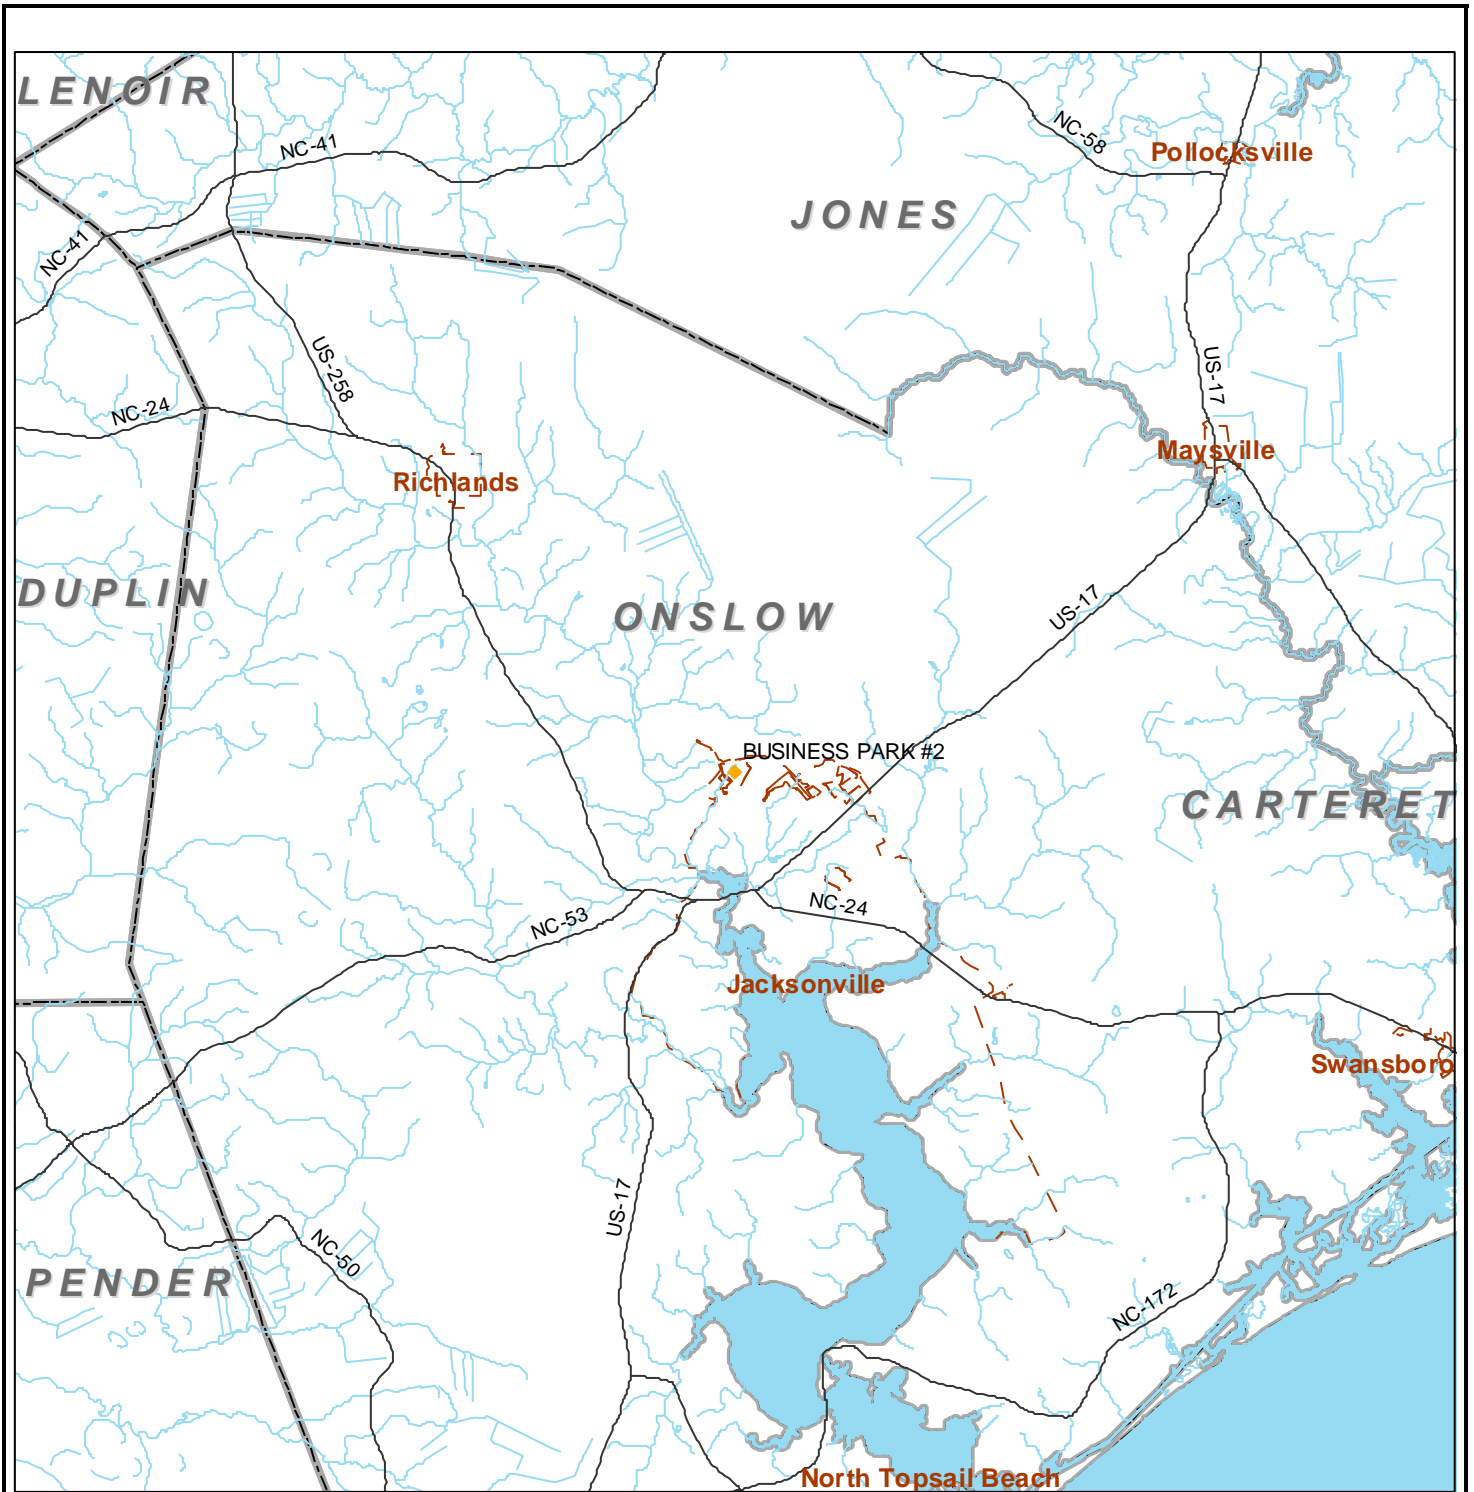 LENOIR
NC-41
NC-58
Pollocksville
JONES
NC-41
US-258
US-17
NC-24
Maysville
Richlands
DUPLIN
ONSLOW
US-17
BUSINESS PARK #2
CARTERET
NC-24
NC-53
Jacksonville
Swansboro
US-17
NC-50
PENDER
NC-172
North Topsail Beach